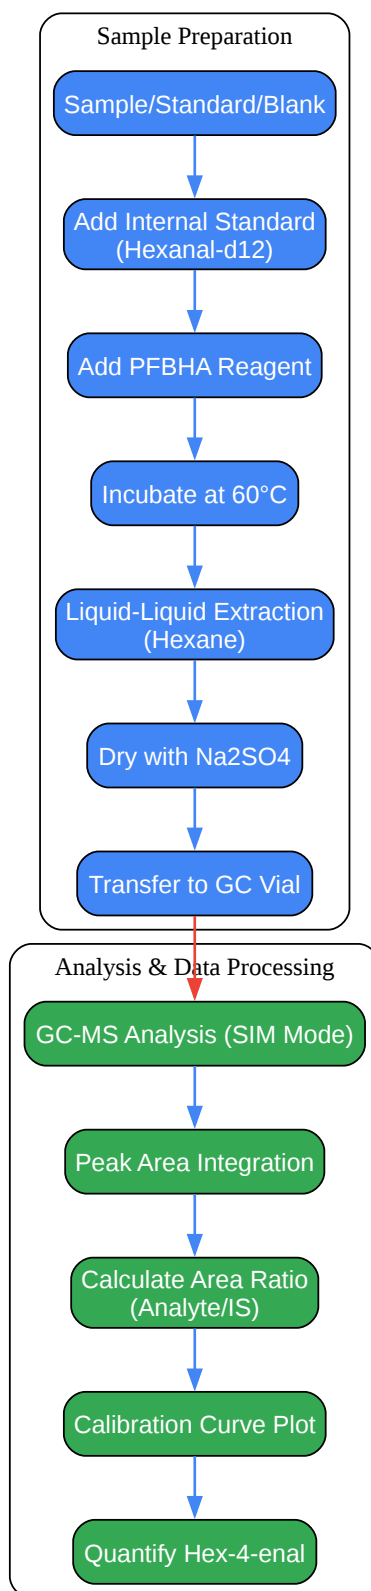 Sample Preparation
Sample/Standard/Blank
Add Internal Standard
(Hexanal-d12)
Add PFBHA Reagent
Incubate at 60°C
Liquid-Liquid Extraction
(Hexane)
Dry with Na2SO4
Transfer to GC Vial
Analysis & Data Processing
GC-MS Analysis (SIM Mode)
Peak Area Integration
Calculate Area Ratio
(Analyte/IS)
Calibration Curve Plot
Quantify Hex-4-enal